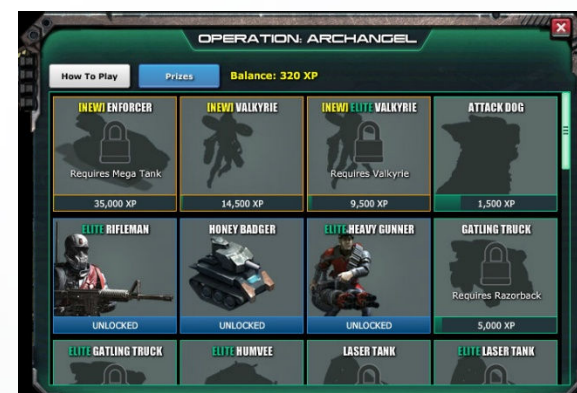 OPERATION: ARCHANGEL
How To Play
Prizes
Balance: 320 XP
[NEW] ENFORCER
Requires Mega Tank
35,000 XP
[NEW] VALKYRIE
14,500 XP
[NEW] ELITE VALKYRIE
Requires Valkyrie
9,500 XP
ATTACK DOG
1,500 XP
ELITE RIFLEMAN
UNLOCKED
HONEY BADGER
UNLOCKED
ELITE HEAVY GUNNER
UNLOCKED
GATLING TRUCK
Requires Razorback
5,000 XP
ELITE GATLING TRUCK
ELITE HUMVEE
LASER TANK
ELITE LASER TANK